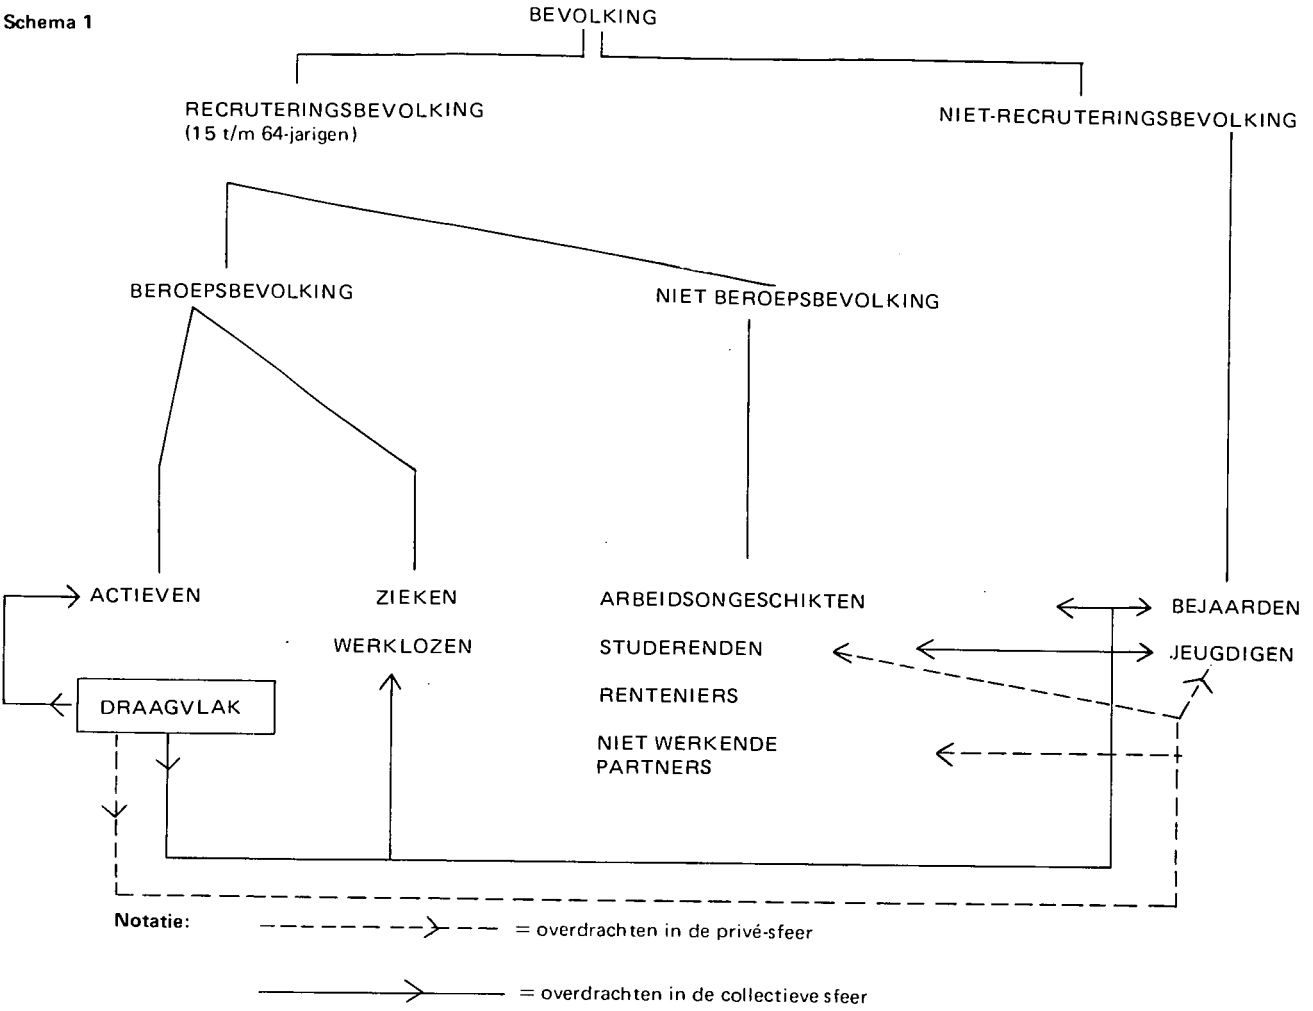 Schema 1
BEVOLKING
RECRUTERINGSBEVOLKING
(15 t/m 64-jarigen)
NIET-RECRUTERINGSBEVOLKING
BEROEPSBEVOLKING
NIET BEROEPSBEVOLKING
ACTIEVEN
ZIEKEN
ARBEIDSONGESCHIKTEN
BEJAARDEN
WERKLOZEN
STUDERENDEN
JEUGDIGEN
DRAAGVLAK
RENTENIERS
NIET WERKENDE
PARTNERS
Notatie:
= overdrachten in de privé-sfeer
= overdrachten in de collectieve sfeer